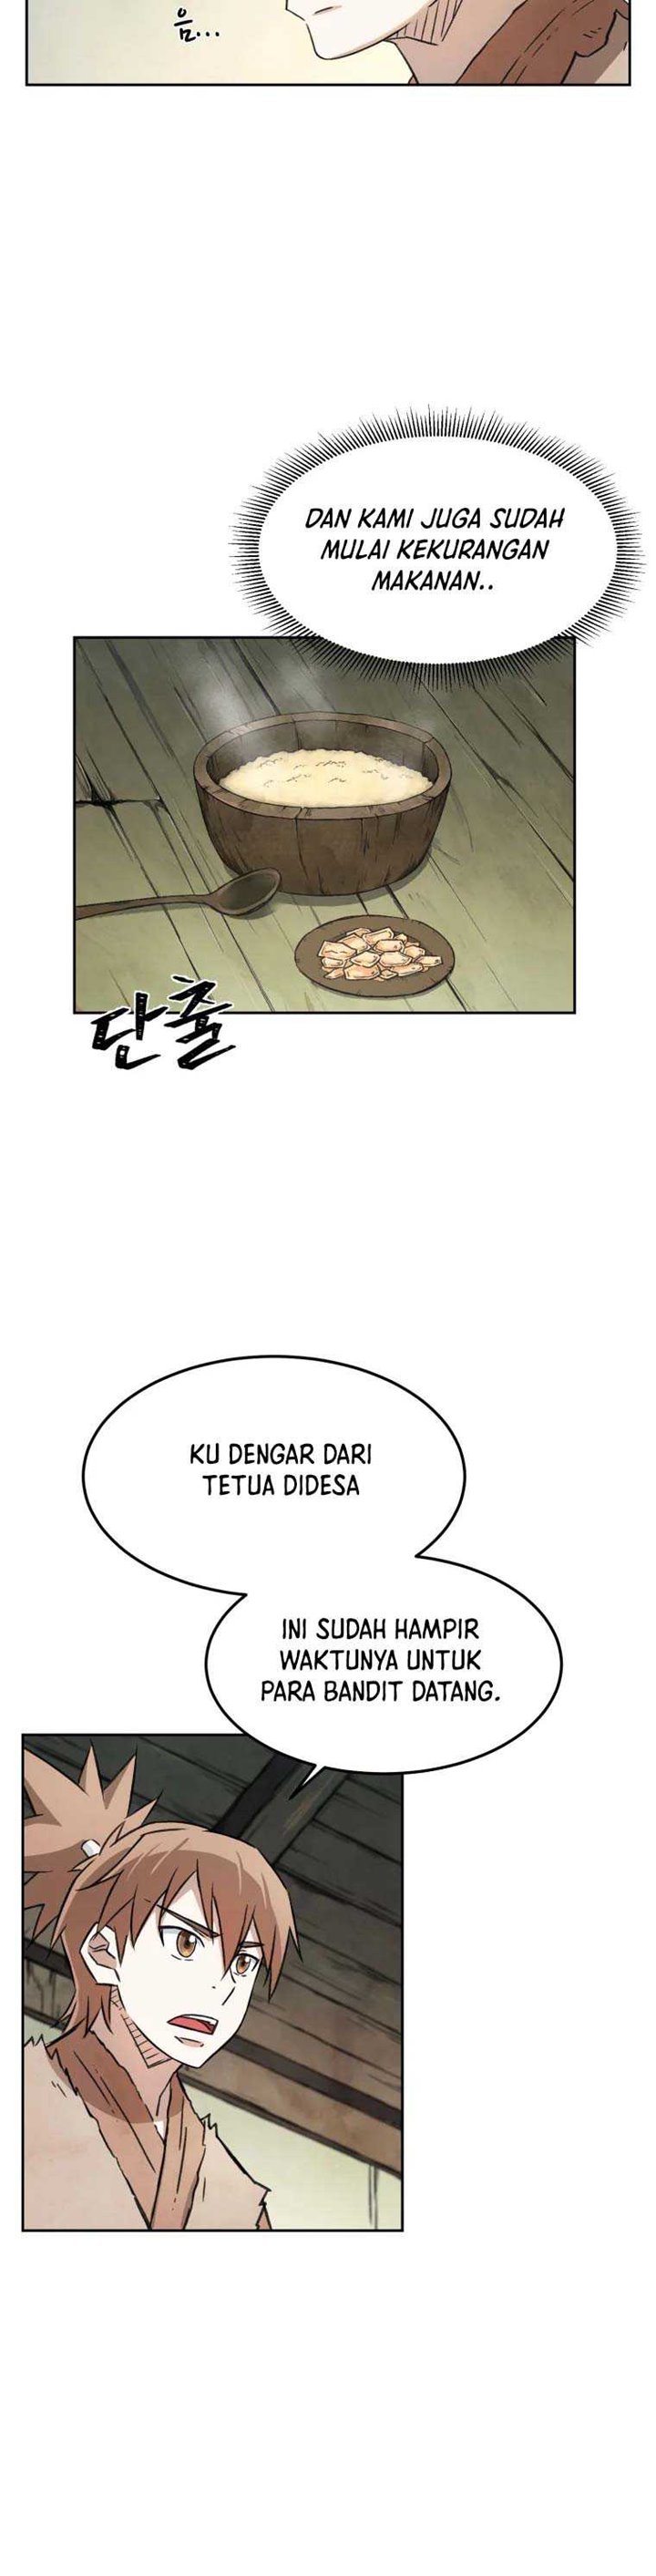 음...
DAN KAMI JUGA SUDAH
MULAI KEKURANGAN
MAKANAN..
단출
KU DENGAR DARI
TETUA DIDESA
INI SUDAH HAMPIR
WAKTUNYA UNTUK
PARA BANDIT DATANG.